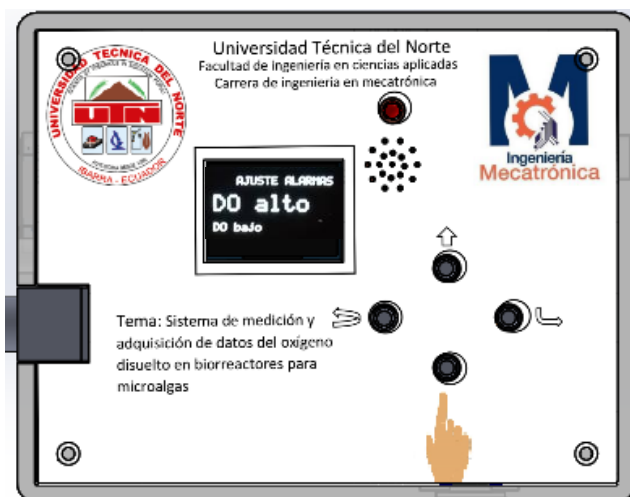 Universidad Técnica del Norte
Facultad de ingeniería en ciencias aplicadas
Carrera de ingenieria en mecatrónica
UNIVERSIDAD TECNICA DEL NORTE
UTN
IBARRA - ECUADOR
Ingeniería
Mecatrónica
AJUSTE ALARMAS
DO alto
DO bajo
Tema: Sistema de medición y
adquisición de datos del oxígeno
disuelto en biorreactores para
microalgas